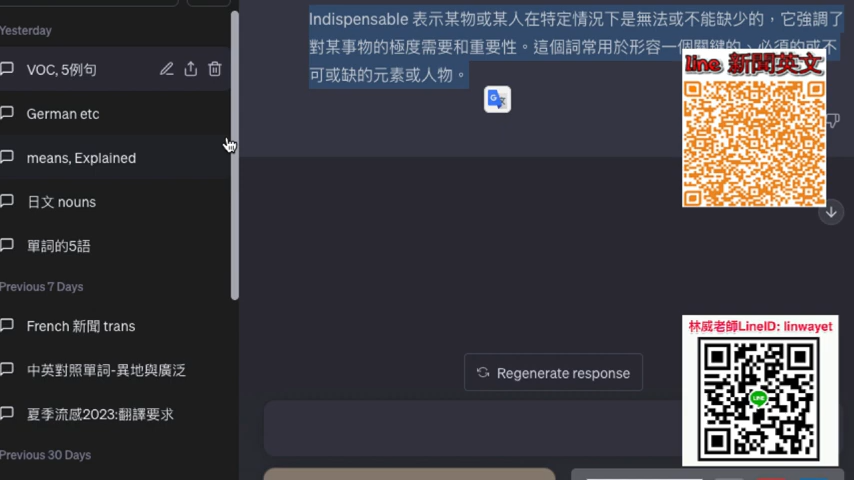 Yesterday
VOC, 5例句
German etc
means, Explained
日文 nouns
單詞的5語
Previous 7 Days
French 新聞 trans
中英對照單詞-異地與廣泛
夏季流感2023:翻譯要求
Previous 30 Days
Indispensable 表示某物或某人在特定情況下是無法或不能缺少的，它強調了
對某事物的極度需要和重要性。這個詞常用於形容一個關鍵的、必須的或不
可或缺的元素或人物。
line 新聞英文
Regenerate response
林威老師LineID: linwayet
LINE